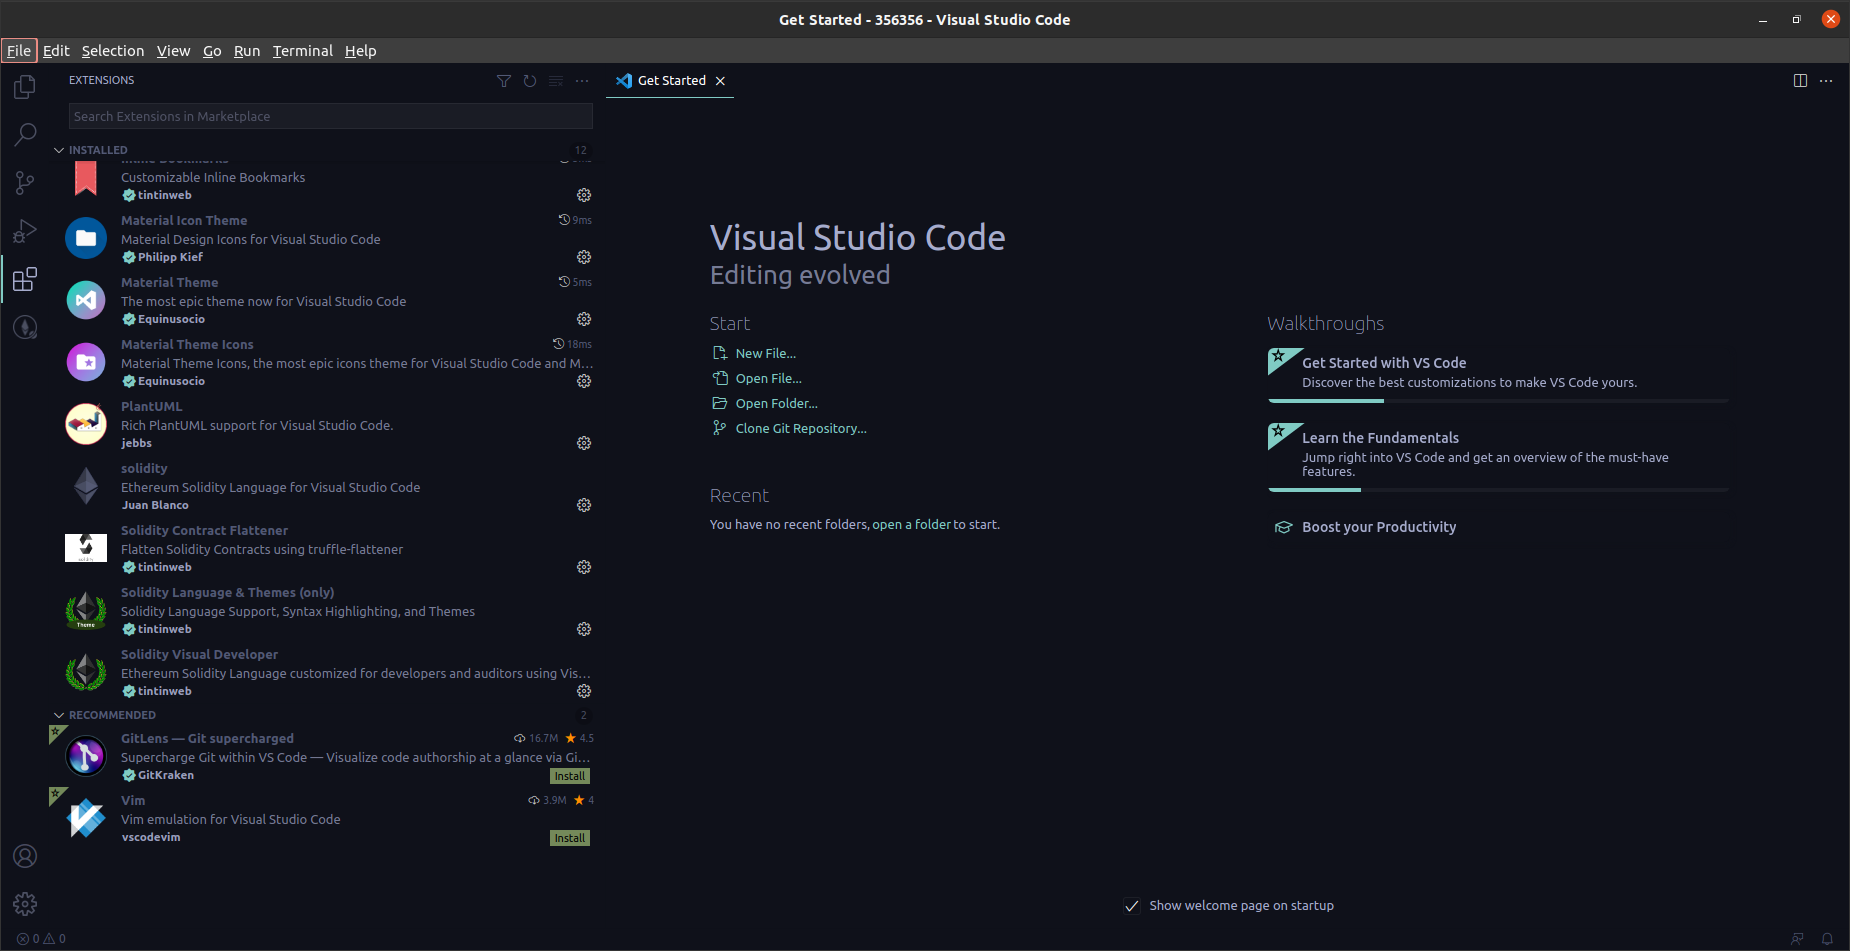 Get Started - 356356 - Visual Studio Code
File Edit Selection View Go Run Terminal Help
EXTENSIONS
Get Started
Search Extensions in Marketplace
INSTALLED 12
Customizable Inline Bookmarks
tintinweb
Material Icon Theme 9ms
Material Design Icons for Visual Studio Code
Philipp Kief
Material Theme 5ms
The most epic theme now for Visual Studio Code
Equinusocio
Material Theme Icons 18ms
Material Theme Icons, the most epic icons theme for Visual Studio Code and M...
Equinusocio
PlantUML
Rich PlantUML support for Visual Studio Code.
jebbs
solidity
Ethereum Solidity Language for Visual Studio Code
Juan Blanco
Solidity Contract Flattener
Flatten Solidity Contracts using truffle-flattener
tintinweb
Solidity Language & Themes (only)
Solidity Language Support, Syntax Highlighting, and Themes
Theme
tintinweb
Solidity Visual Developer
Ethereum Solidity Language customized for developers and auditors using Vis...
tintinweb
RECOMMENDED 2
GitLens — Git supercharged 16.7M 4.5
Supercharge Git within VS Code — Visualize code authorship at a glance via Gi...
GitKraken Install
Vim 3.9M 4
Vim emulation for Visual Studio Code
vscodevim Install
0 0
Visual Studio Code
Editing evolved
Start
New File...
Open File...
Open Folder...
Clone Git Repository...
Recent
You have no recent folders, open a folder to start.
Walkthroughs
Get Started with VS Code
Discover the best customizations to make VS Code yours.
Learn the Fundamentals
Jump right into VS Code and get an overview of the must-have
features.
Boost your Productivity
Show welcome page on startup